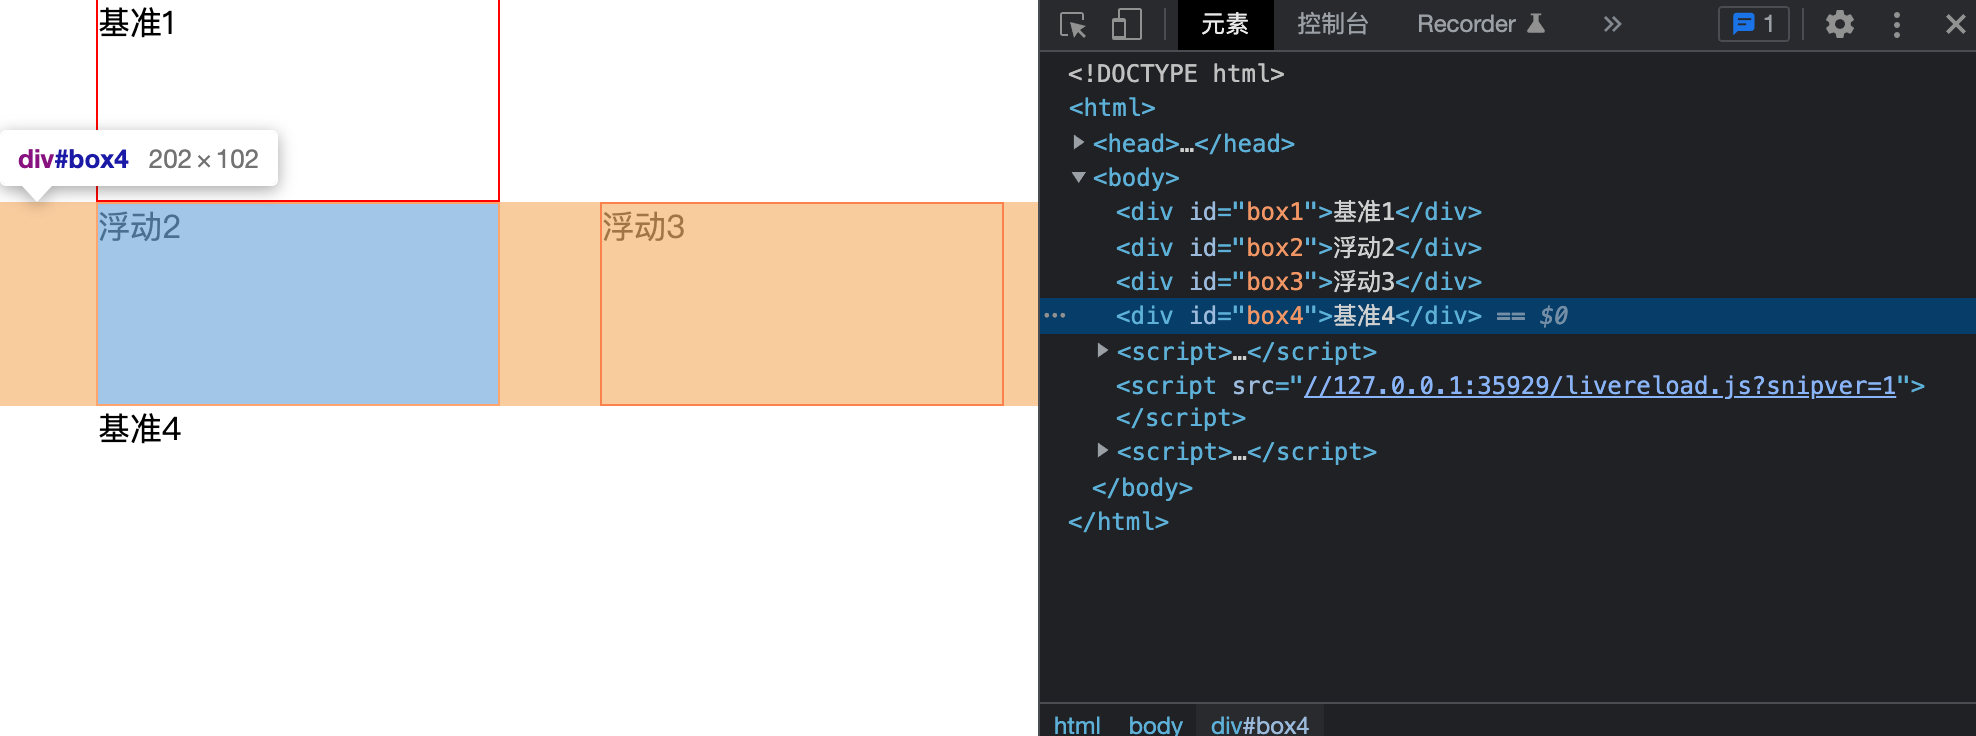 基准1
div#box4 202 × 102
浮动2 浮动3
基准4
元素 控制台 Recorder 1
<!DOCTYPE html>
<html>
<head>…</head>
<body>
<div id="box1">基准1</div>
<div id="box2">浮动2</div>
<div id="box3">浮动3</div>
<div id="box4">基准4</div> == $0
<script>…</script>
<script src="//127.0.0.1:35929/livereload.js?snipver=1">
</script>
<script>…</script>
</body>
</html>
html body div#box4